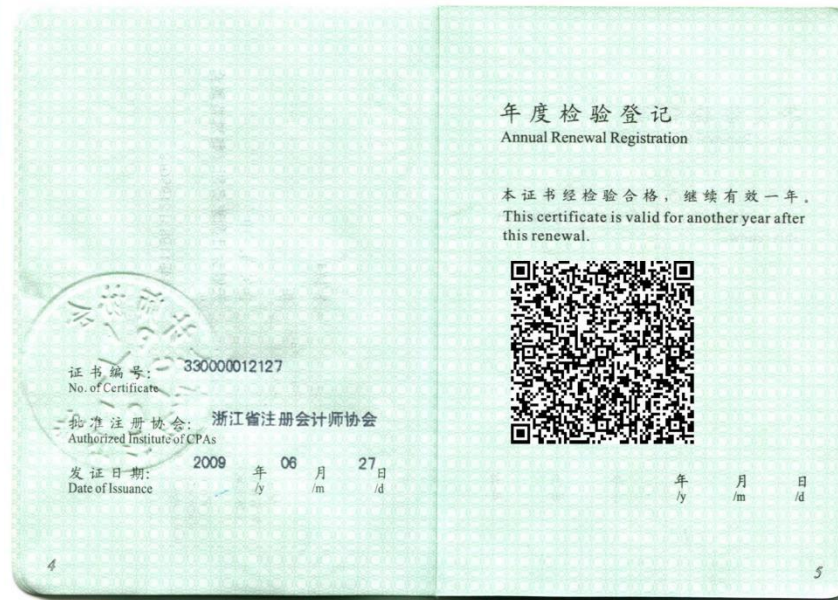 证书编号: 330000012127
No. of Certificate
批准注册协会: 浙江省注册会计师协会
Authorized Institute of CPAs
发证日期: 2009 年 06 月 27 日
Date of Issuance /y /m /d
4
年度检验登记
Annual Renewal Registration
本证书经检验合格，继续有效一年。
This certificate is valid for another year after
this renewal.
年 月 日
/y /m /d
5